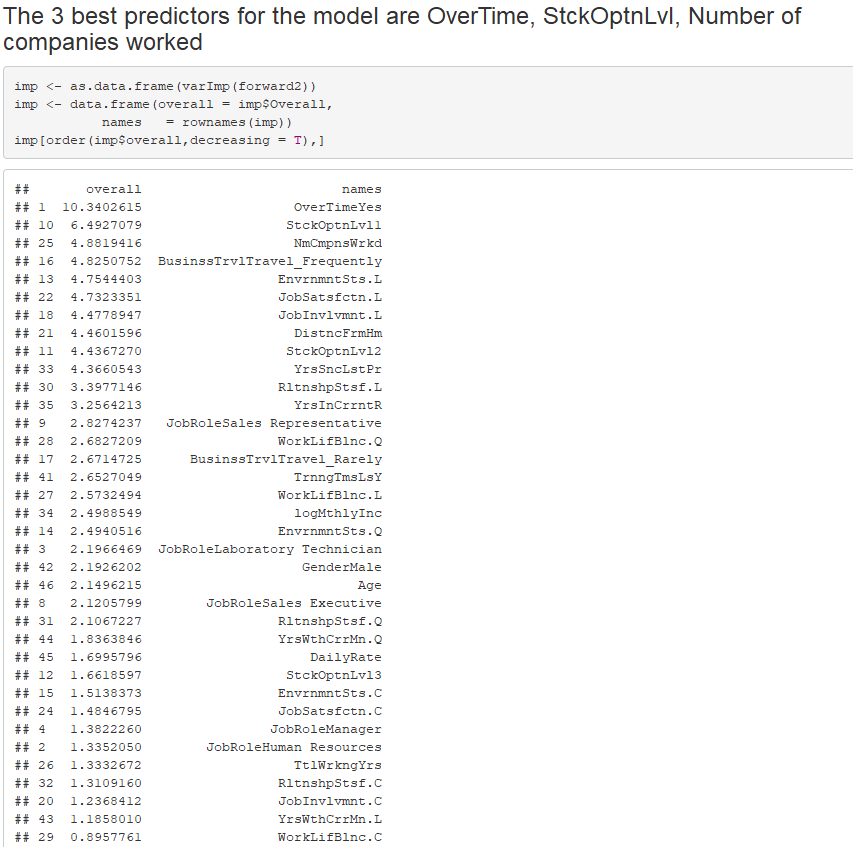 The 3 best predictors for the model are OverTime, StckOptnLvl, Number of
companies worked
imp <- as.data.frame(varImp(forward2))
imp <- data.frame(overall = imp$Overall,
           names   = rownames(imp))
imp[order(imp$overall,decreasing = T),]
##       overall                         names
## 1  10.3402615                   OverTimeYes
## 10  6.4927079                  StckOptnLvl1
## 25  4.8819416                   NmCmpnsWrkd
## 16  4.8250752  BusinssTrvlTravel_Frequently
## 13  4.7544403                 EnvrnmntSts.L
## 22  4.7323351                 JobSatsfctn.L
## 18  4.4778947                 JobInvlvmnt.L
## 21  4.4601596                  DistncFrmHm
## 11  4.4367270                  StckOptnLvl2
## 33  4.3660543                   YrsSncLstPr
## 30  3.3977146                 RltnshpStsf.L
## 35  3.2564213                   YrsInCrrntR
## 9   2.8274237   JobRoleSales Representative
## 28  2.6827209                 WorkLifBlnc.Q
## 17  2.6714725      BusinssTrvlTravel_Rarely
## 41  2.6527049                   TrnngTmsLsY
## 27  2.5732494                 WorkLifBlnc.L
## 34  2.4988549                  logMthlyInc
## 14  2.4940516                 EnvrnmntSts.Q
## 3   2.1966469  JobRoleLaboratory Technician
## 42  2.1926202                    GenderMale
## 46  2.1496215                           Age
## 8   2.1205799        JobRoleSales Executive
## 31  2.1067227                 RltnshpStsf.Q
## 44  1.8363846                 YrsWthCrrMn.Q
## 45  1.6995796                     DailyRate
## 12  1.6618597                  StckOptnLvl3
## 15  1.5138373                 EnvrnmntSts.C
## 24  1.4846795                 JobSatsfctn.C
## 4   1.3822260                JobRoleManager
## 2   1.3352050        JobRoleHuman Resources
## 26  1.3332672                   TtlWrkngYrs
## 32  1.3109160                 RltnshpStsf.C
## 20  1.2368412                 JobInvlvmnt.C
## 43  1.1858010                 YrsWthCrrMn.L
## 29  0.8957761                 WorkLifBlnc.C